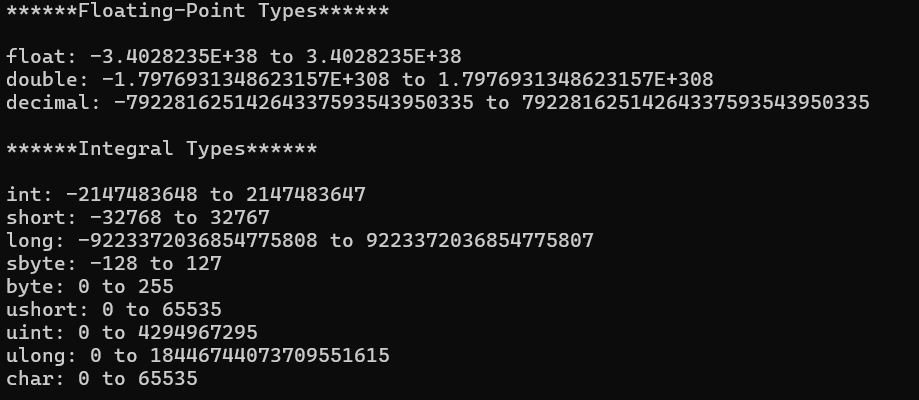 ******Floating-Point Types******
float: -3.4028235E+38 to 3.4028235E+38
double: -1.7976931348623157E+308 to 1.7976931348623157E+308
decimal: -79228162514264337593543950335 to 79228162514264337593543950335
******Integral Types******
int: -2147483648 to 2147483647
short: -32768 to 32767
long: -9223372036854775808 to 9223372036854775807
sbyte: -128 to 127
byte: 0 to 255
ushort: 0 to 65535
uint: 0 to 4294967295
ulong: 0 to 18446744073709551615
char: 0 to 65535